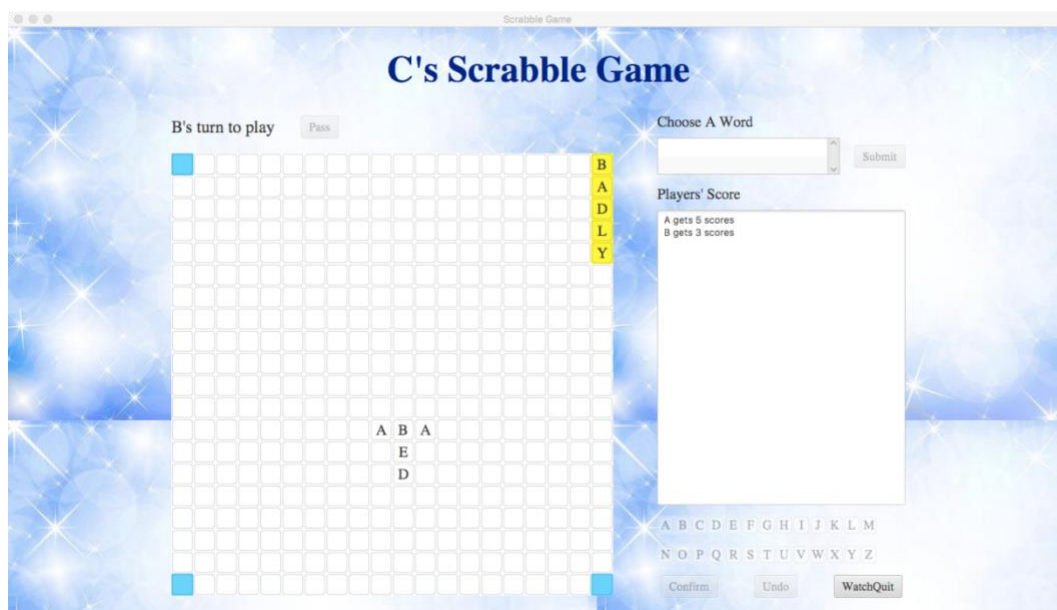 Scrabble Game
C's Scrabble Game
B's turn to play
Pass
B
A
D
L
Y
A B A
E
D
Choose A Word
Submit
Players' Score
A gets 5 scores
B gets 3 scores
A B C D E F G H I J K L M
N O P Q R S T U V W X Y Z
Confirm
Undo
WatchQuit